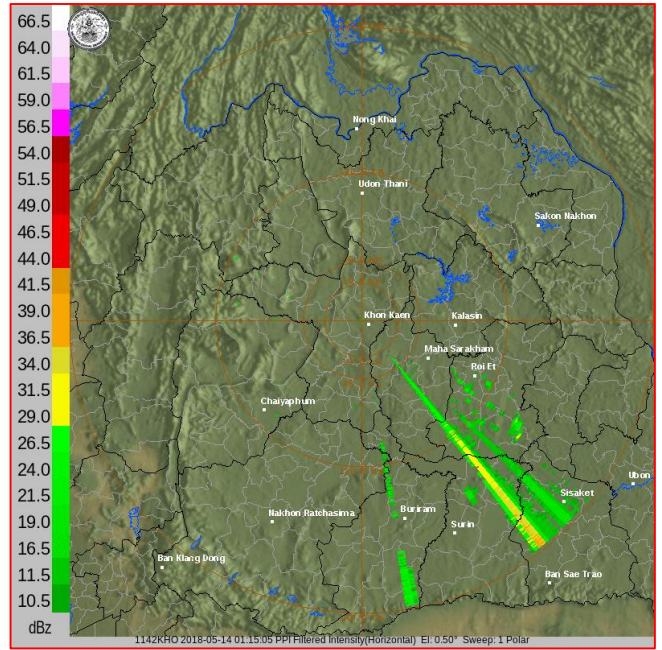 66.5
64.0
61.5
59.0
56.5
54.0
51.5
49.0
46.5
44.0
41.5
39.0
36.5
34.0
31.5
29.0
26.5
24.0
21.5
19.0
16.5
11.5
10.5
dBz
Nong Khai
Udon Thani
Sakon Nakhon
Khon Kaen
Kalasin
Maha Sarakham
Roi Et
Chaiyaphum
Ubon
Sisaket
Nakhon Ratchasima
Buriram
Surin
Ban Klang Dong
Ban Sae Trao
1142KHO 2018-05-14 01:15:05 PPI Filtered Intensity(Horizontal) El: 0.50° Sweep: 1 Polar